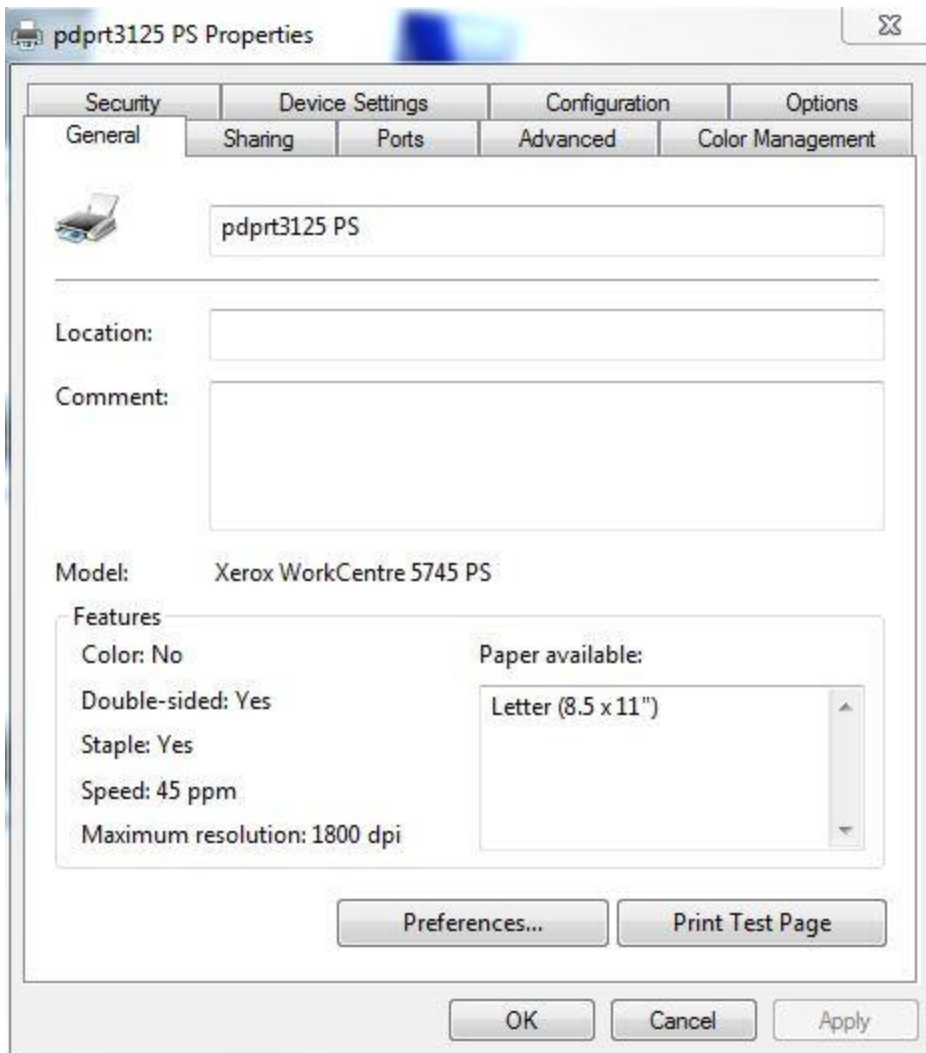 pdprt3125 PS Properties
Security Device Settings Configuration Options
General Sharing Ports Advanced Color Management
pdprt3125 PS
Location:
Comment:
Model: Xerox WorkCentre 5745 PS
Features
Color: No Paper available:
Double-sided: Yes Letter (8.5 x 11")
Staple: Yes
Speed: 45 ppm
Maximum resolution: 1800 dpi
Preferences... Print Test Page
OK Cancel Apply